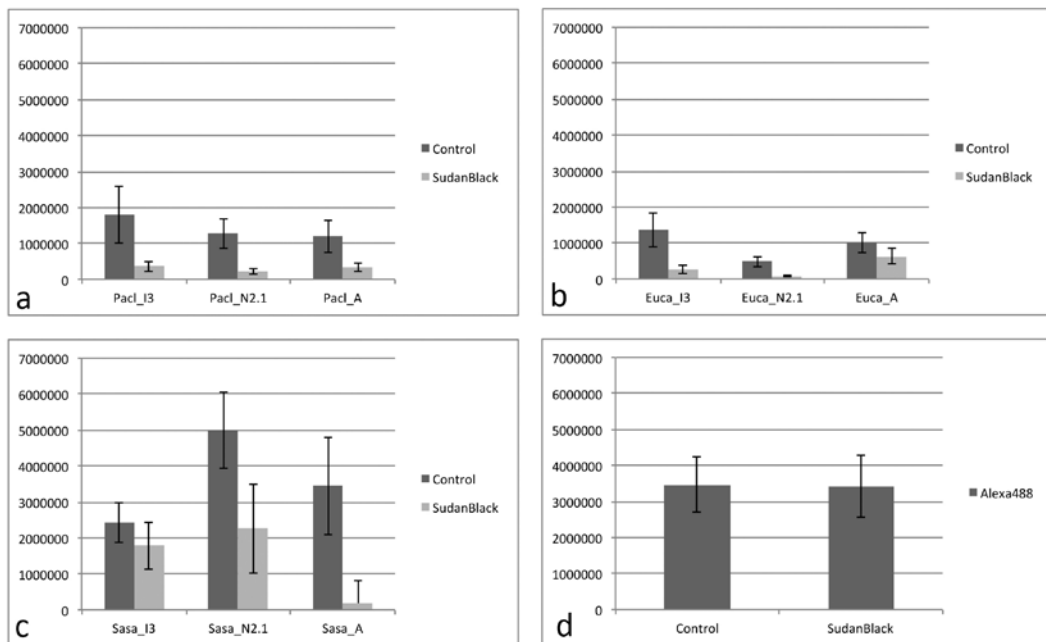 7000000
6000000
5000000
4000000
3000000
2000000
1000000
0
Control
SudanBlack
Pacl_I3 Pacl_N2.1 Pacl_A
a
7000000
6000000
5000000
4000000
3000000
2000000
1000000
0
Control
SudanBlack
Euca_I3 Euca_N2.1 Euca_A
b
7000000
6000000
5000000
4000000
3000000
2000000
1000000
0
Control
SudanBlack
Sasa_I3 Sasa_N2.1 Sasa_A
c
7000000
6000000
5000000
4000000
3000000
2000000
1000000
0
Alexa488
Control SudanBlack
d